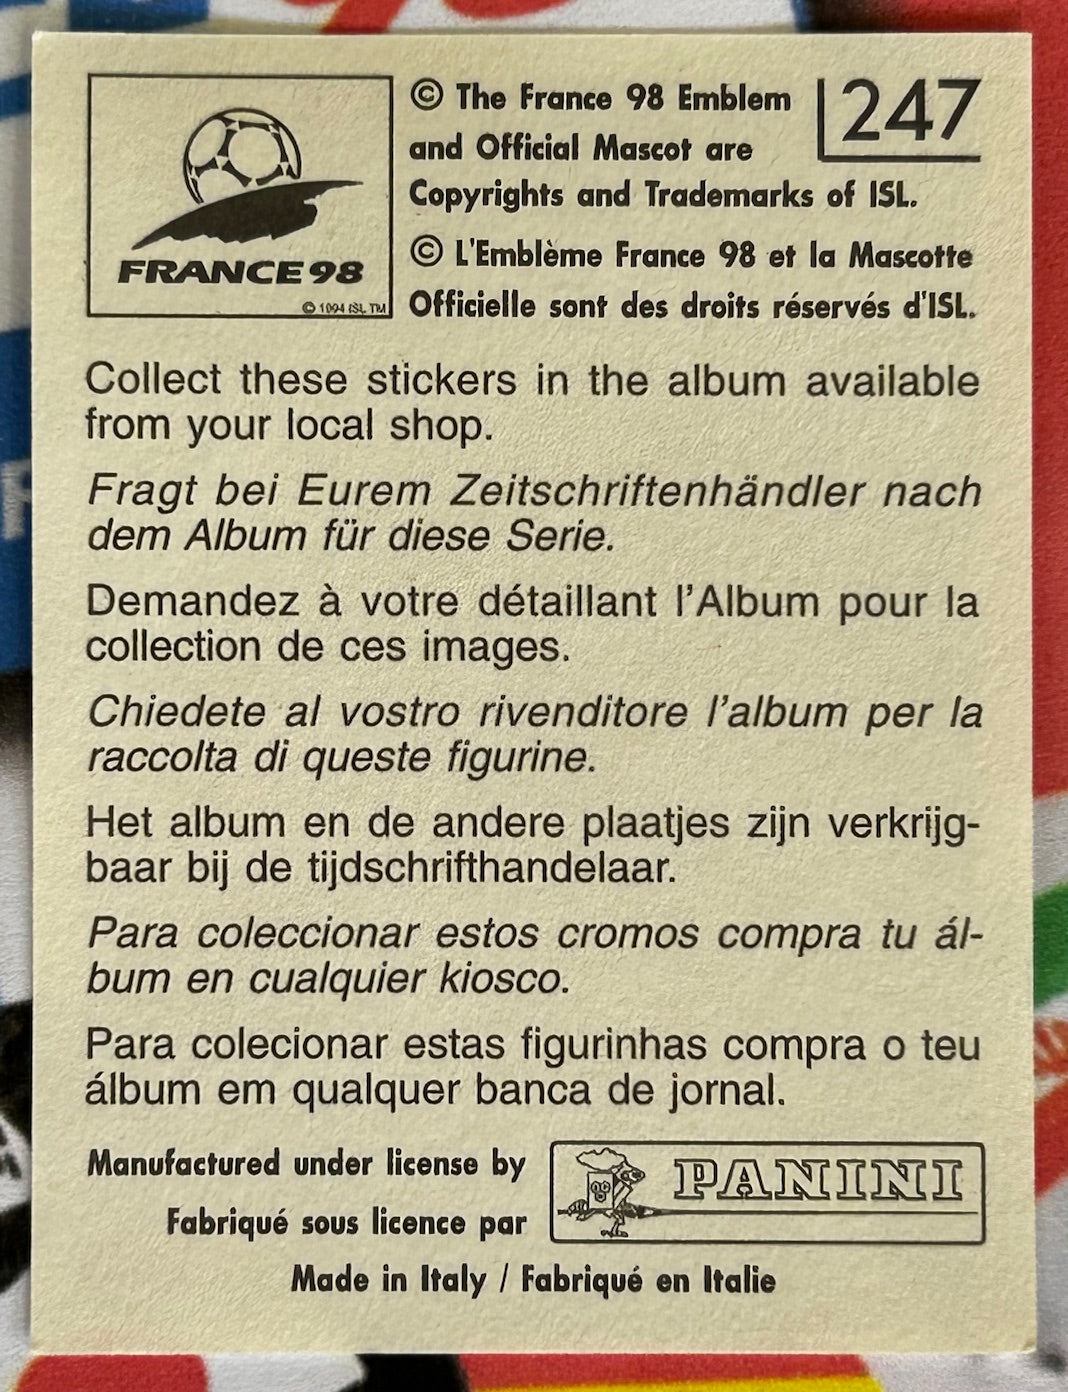 © The France 98 Emblem
and Official Mascot are
Copyrights and Trademarks of ISL.
247
© L'Emblème France 98 et la Mascotte
Officielle sont des droits réservés d'ISL.
FRANCE 98
© 1994 ISL TM
Collect these stickers in the album available
from your local shop.
Fragt bei Eurem Zeitschriftenhändler nach
dem Album für diese Serie.
Demandez à votre détaillant l'Album pour la
collection de ces images.
Chiedete al vostro rivenditore l'album per la
raccolta di queste figurine.
Het album en de andere plaatjes zijn verkrijg-
baar bij de tijdschrifthandelaar.
Para coleccionar estos cromos compra tu ál-
bum en cualquier kiosco.
Para colecionar estas figurinhas compra o teu
álbum em qualquer banca de jornal.
Manufactured under license by
Fabriqué sous licence par
PANINI
Made in Italy / Fabriqué en Italie